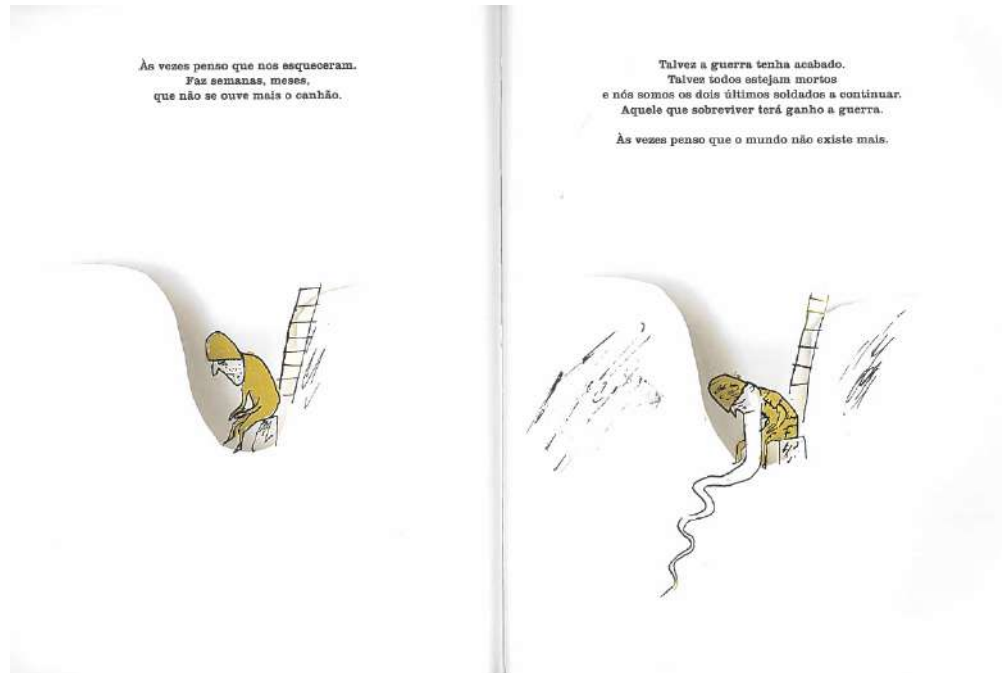 Às vezes penso que nos esqueceram.
Faz semanas, meses,
que não se ouve mais o canhão.
Talvez a guerra tenha acabado.
Talvez todos estejam mortos
e nós somos os dois últimos soldados a continuar.
Aquele que sobreviver terá ganho a guerra.
Às vezes penso que o mundo não existe mais.